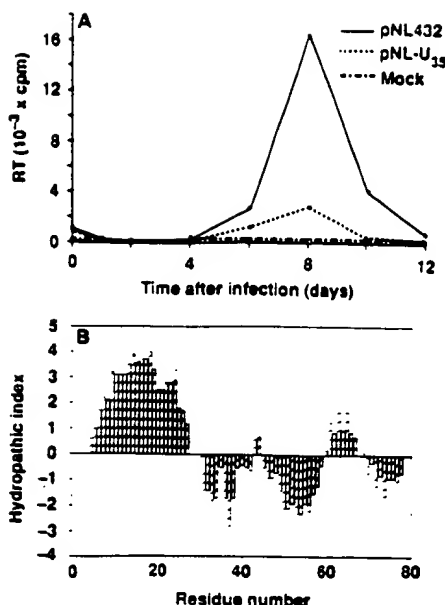 A
pNL432
pNL-U35
Mock
RT (10-3 x cpm)
16
12
8
4
0
0 4 8 12
Time after infection (days)
B
Hydropathic index
5
4
3
2
1
0
-1
-2
-3
-4
0 20 40 60 80
Residue number